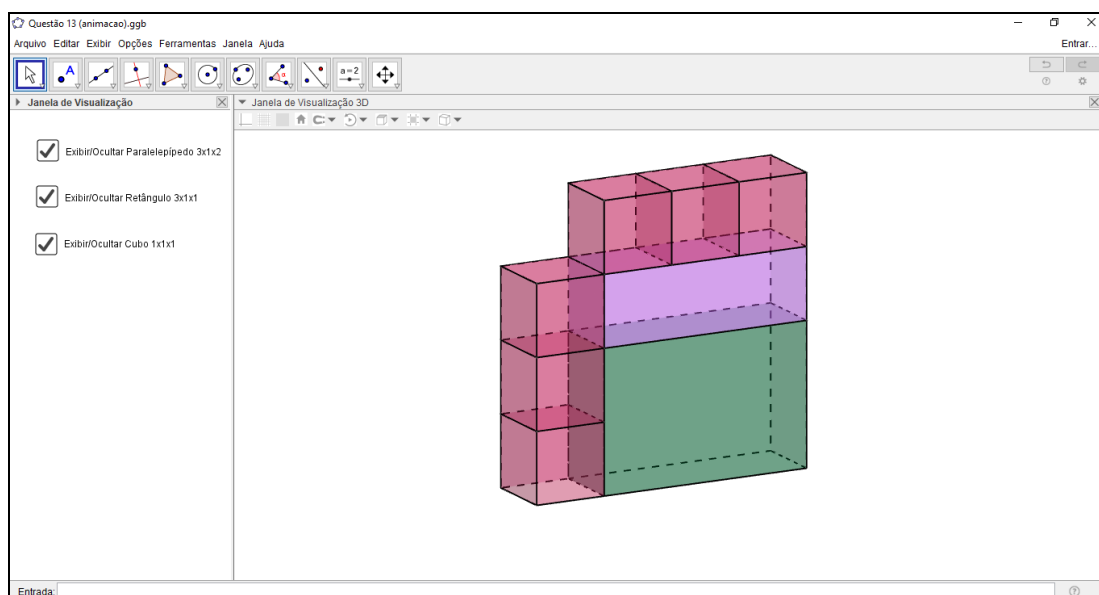 Questão 13 (animacao).ggb
Arquivo Editar Exibir Opções Ferramentas Janela Ajuda
Entrar...
A
α
a=2
Janela de Visualização
Janela de Visualização 3D
Exibir/Ocultar Paralelepípedo 3x1x2
Exibir/Ocultar Retângulo 3x1x1
Exibir/Ocultar Cubo 1x1x1
Entrada: